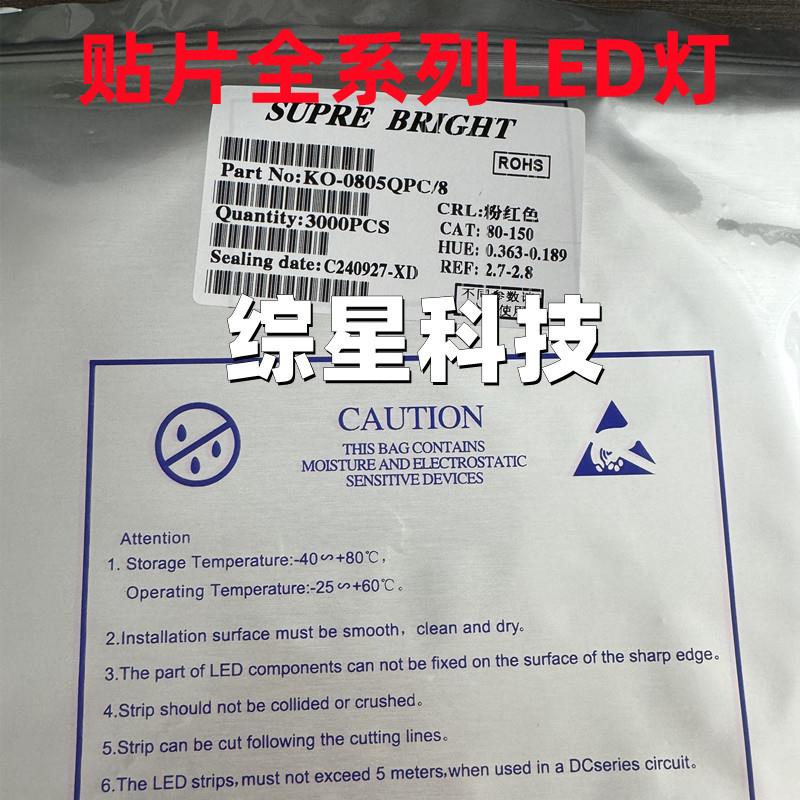 贴片全系列LED灯
SUPRE BRIGHT
ROHS
Part No:KO-0805QPC/8
CRL:粉红色
Quantity:3000PCS
CAT: 80-150
HUE: 0.363-0.189
Sealing date:C240927-XD
REF: 2.7-2.8
不同参数
使用
综星科技
CAUTION
THIS BAG CONTAINS
MOISTURE AND ELECTROSTATIC
SENSITIVE DEVICES
Attention
1. Storage Temperature:-40∽+80℃，
Operating Temperature:-25∽+60℃。
2.Installation surface must be smooth，clean and dry。
3.The part of LED components can not be fixed on the surface of the sharp edge。
4.Strip should not be collided or crushed。
5.Strip can be cut following the cutting lines。
6.The LED strips,must not exceed 5 meters,when used in a DCseries circuit。